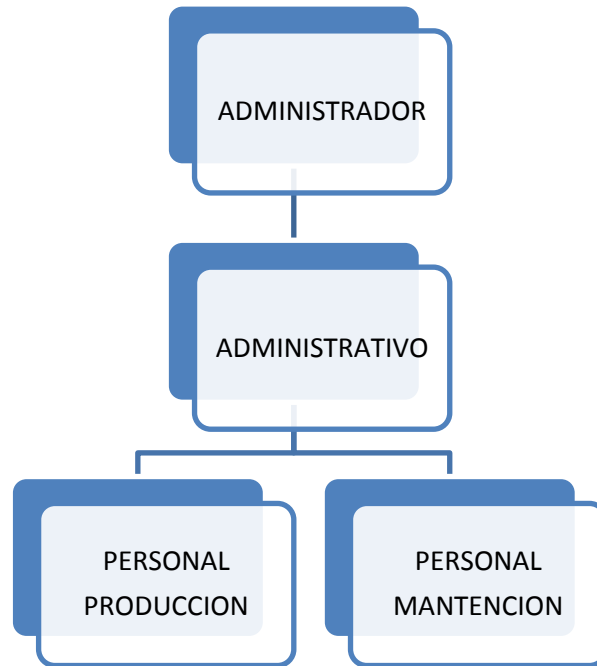 ADMINISTRADOR
ADMINISTRATIVO
PERSONAL
PRODUCCION
PERSONAL
MANTENCION